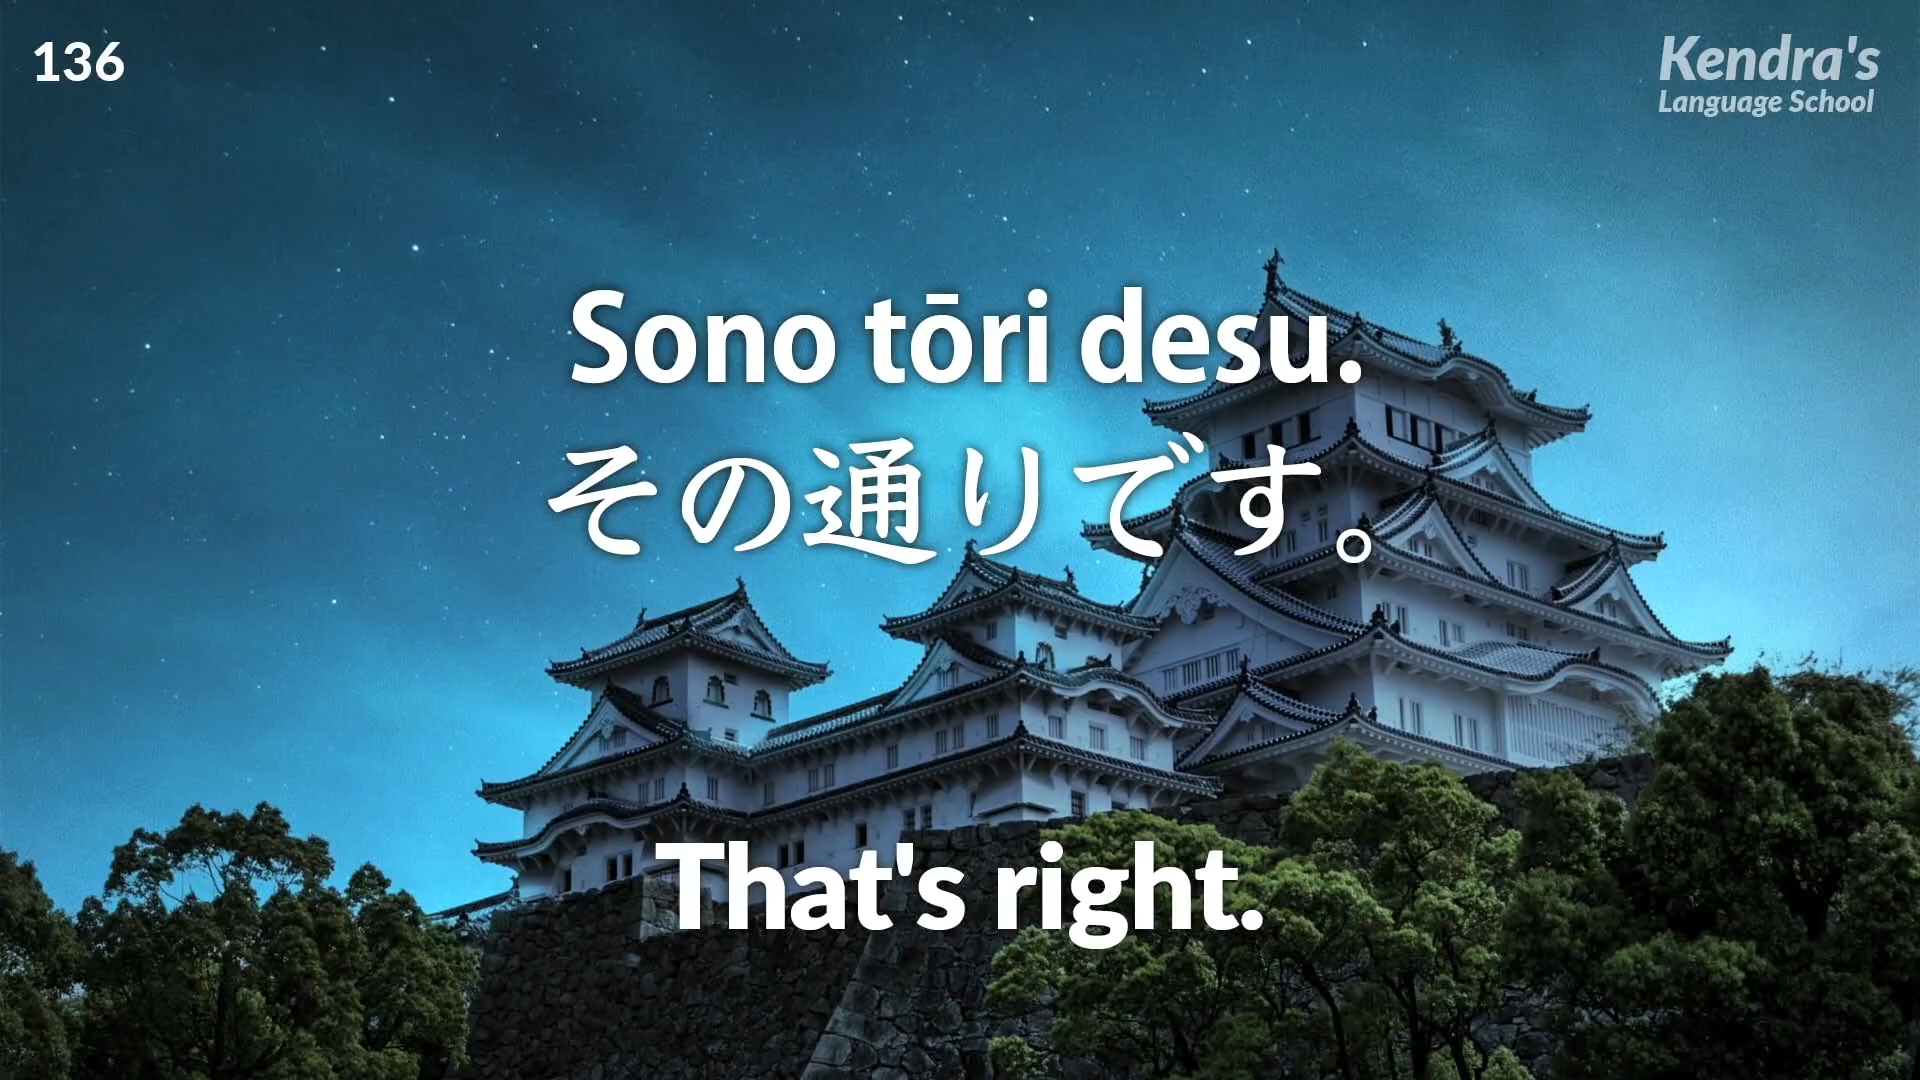 136
Kendra's
Language School
Sono tōri desu.
その通りです。
That's right.